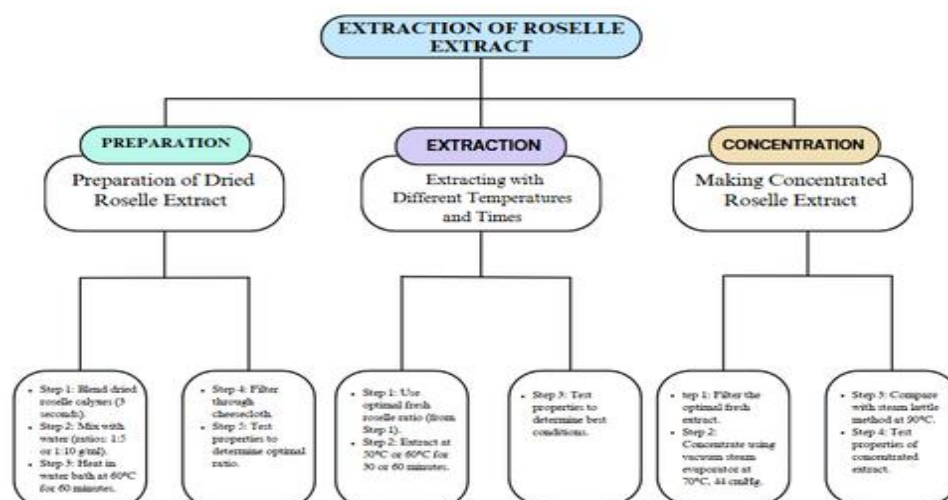 EXTRACTION OF ROSELLE
EXTRACT
PREPARATION
Preparation of Dried
Roselle Extract
EXTRACTION
Extracting with
Different Temperatures
and Times
CONCENTRATION
Making Concentrated
Roselle Extract
• Step 1: Blend dried
roselle calyxes (3
seconds).
• Step 2: Mix with
water (ratios: 1:5
or 1:10 g/ml).
• Step 3: Heat in
water bath at 60°C
for 60 minutes.
• Step 4: Filter
through cheesecloth.
• Step 5: Test
properties to
determine optimal
ratio.
• Step 1: Use
optimal fresh
roselle ratio (from
Step 1).
• Step 2: Extract at
50°C or 60°C for
30 or 60 minutes.
• Step 3: Test
properties to
determine best
conditions.
• tep 1: Filter the
optimal fresh
extract.
• Step 2:
Concentrate using
vacuum steam
evaporator at
70°C, 44 cmHg.
• Step 3: Compare
with steam kettle
method at 90°C.
• Step 4: Test
properties of
concentrated
extract.